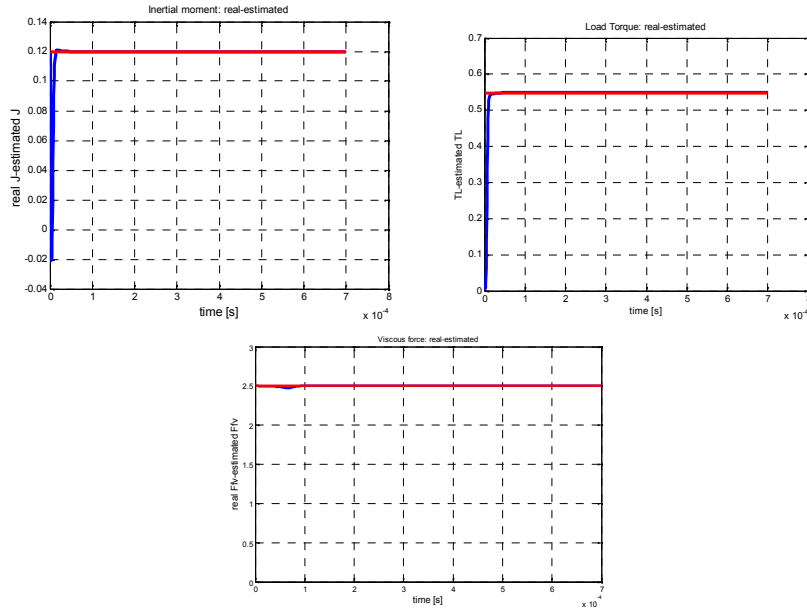 Inertial moment: real-estimated
real J-estimated J
0.14
0.12
0.1
0.08
0.06
0.04
0.02
0
-0.02
-0.04
0 1 2 3 4 5 6 7 8
time [s]
x 10-4
Load Torque: real-estimated
TL-estimated TL
0.7
0.6
0.5
0.4
0.3
0.2
0.1
0
0 1 2 3 4 5 6 7 8
time [s]
x 10-4
Viscous force: real-estimated
real Ffv-estimated Ffv
3
2.5
2
1.5
1
0.5
0
0 1 2 3 4 5 6 7
time [s]
x 10-4